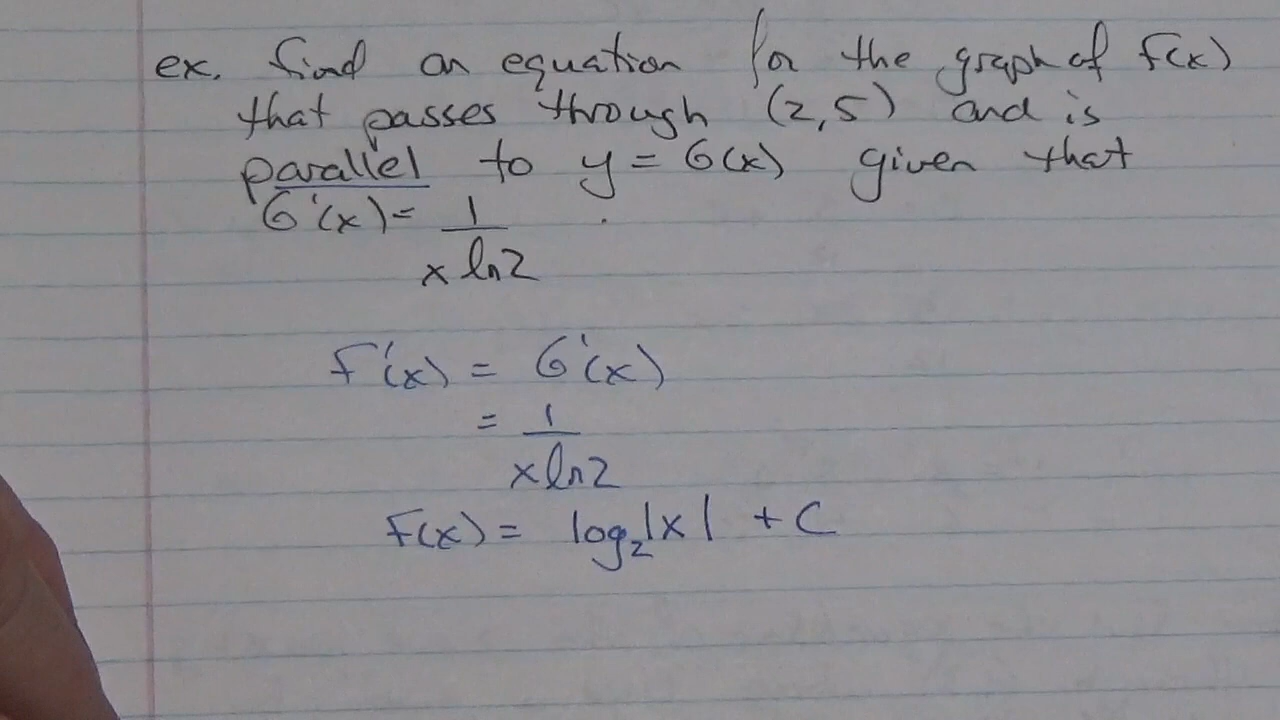 ex. find an equation for the graph of F(x)
that passes through (2,5) and is
parallel to y = G(x) given that
G'(x) = 1/(x ln2)
F'(x) = G'(x)
= 1/(x ln2)
F(x) = log₂|x| + C